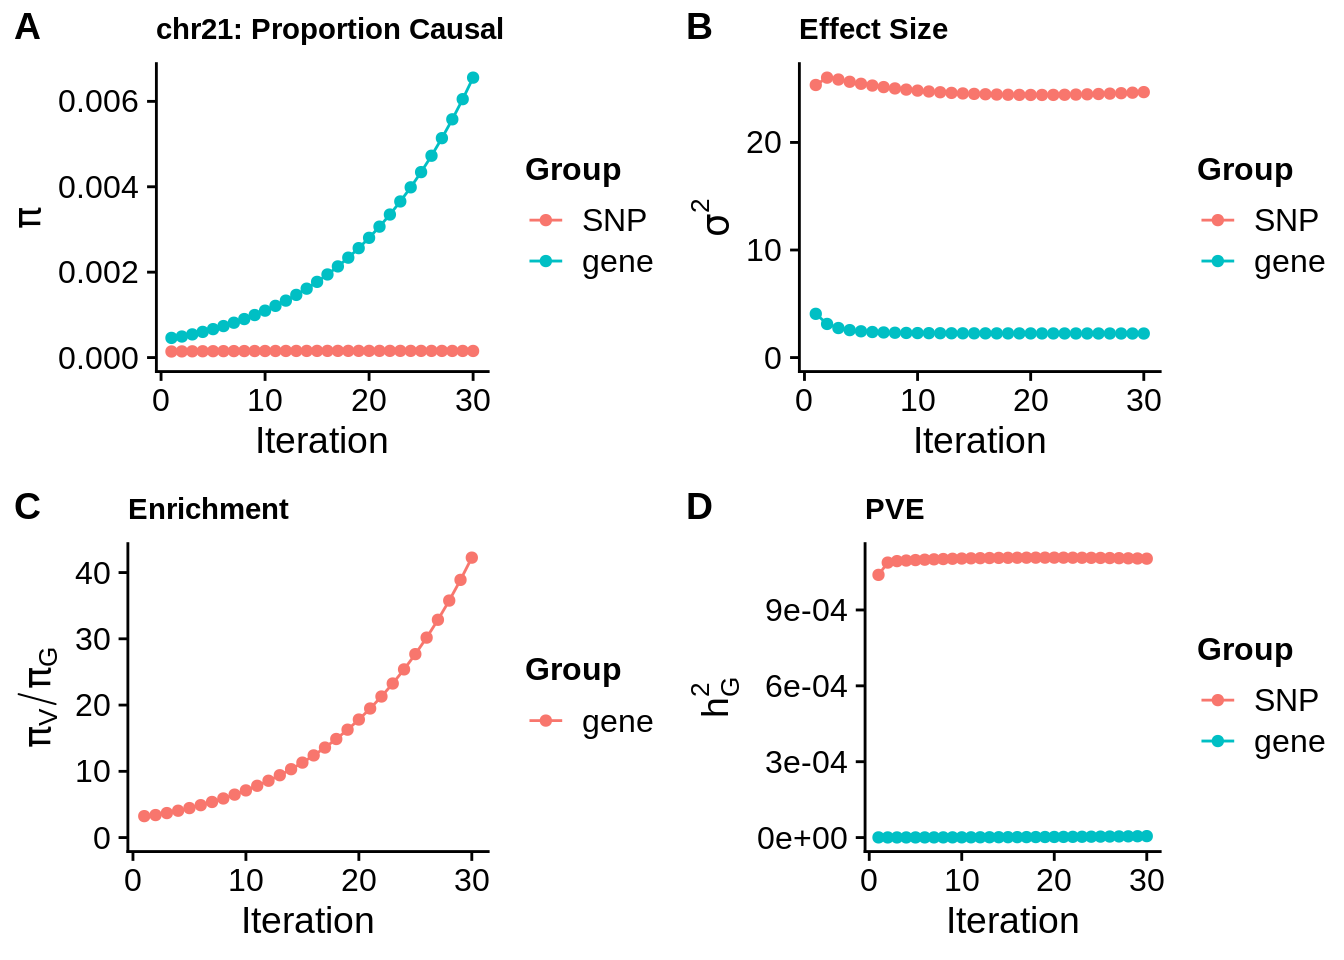 A
chr21: Proportion Causal
0.006
0.004
0.002
0.000
π
0
10
20
30
Iteration
Group
SNP
gene
B
Effect Size
20
10
0
σ²
0
10
20
30
Iteration
Group
SNP
gene
C
Enrichment
40
30
20
10
0
π_V/π_G
0
10
20
30
Iteration
Group
gene
D
PVE
9e-04
6e-04
3e-04
0e+00
h²_G
0
10
20
30
Iteration
Group
SNP
gene